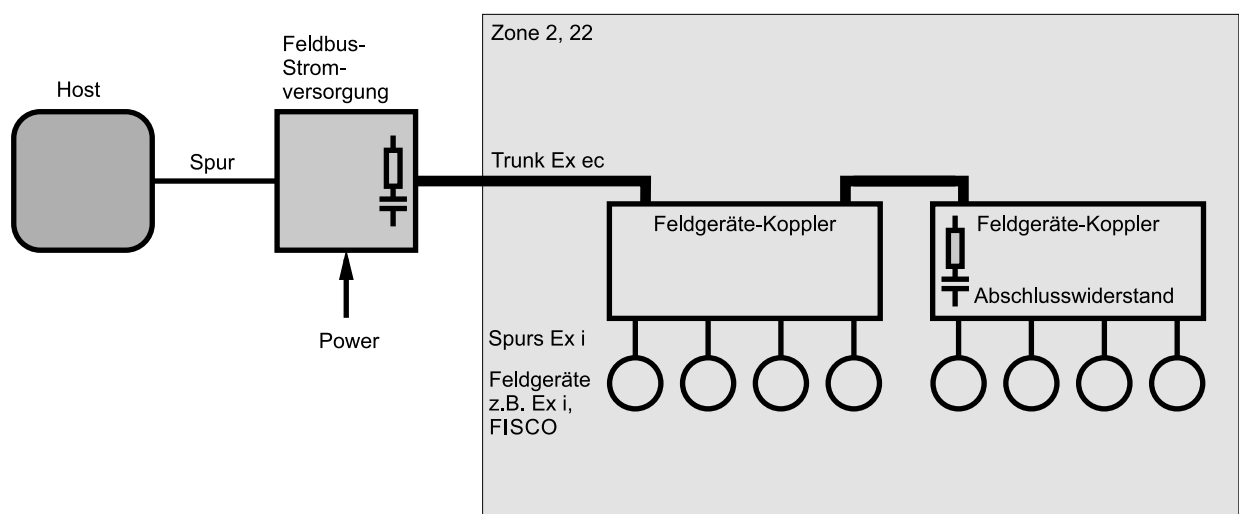 Zone 2, 22
Feldbus-
Strom-
versorgung
Host
Spur
Trunk Ex ec
Feldgeräte-Koppler
Feldgeräte-Koppler
Abschlusswiderstand
Power
Spurs Ex i
Feldgeräte
z.B. Ex i,
FISCO